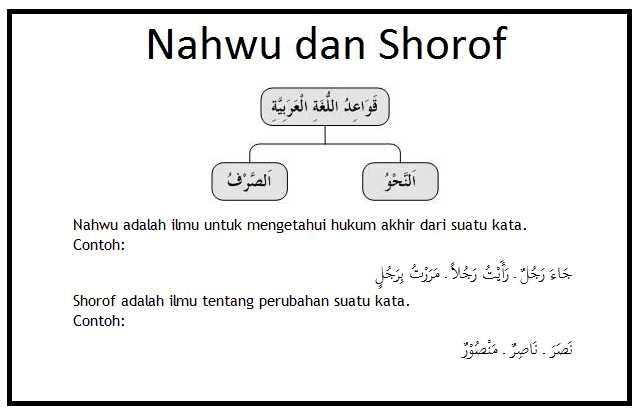 Nahwu dan Shorof
قَوَاعِدُ اللُّغَةِ الْعَرَبِيَّةِ
اَلنَّحْوُ
اَلصَّرْفُ
Nahwu adalah ilmu untuk mengetahui hukum akhir dari suatu kata.
Contoh:
جَاءَ رَجُلٌ . رَأَيْتُ رَجُلاً . مَرَرْتُ بِرَجُلٍ
Shorof adalah ilmu tentang perubahan suatu kata.
Contoh:
نَصَرَ . نَاصِرٌ . مَنْصُوْرٌ